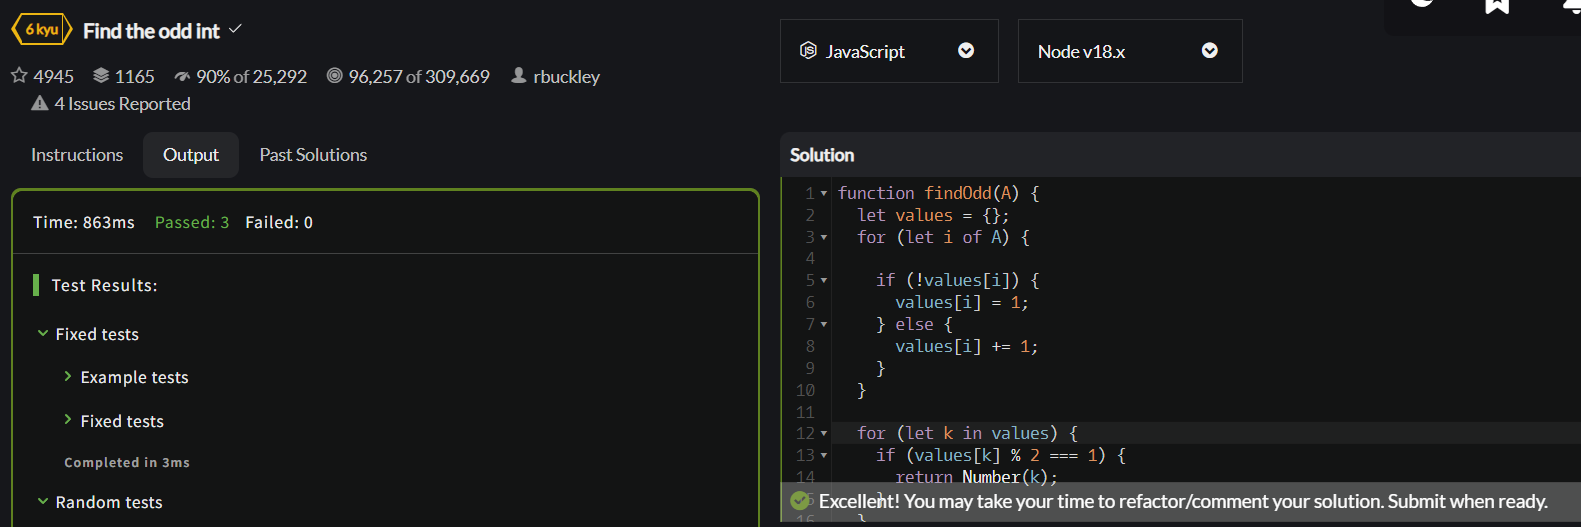 6 kyu Find the odd int
4945 1165 90% of 25,292 96,257 of 309,669 rbuckley
4 Issues Reported
JavaScript Node v18.x
Instructions Output Past Solutions
Time: 863ms Passed: 3 Failed: 0
Test Results:
Fixed tests
Example tests
Fixed tests
Completed in 3ms
Random tests
Solution
1 function findOdd(A) {
2 let values = {};
3 for (let i of A) {
4
5 if (!values[i]) {
6 values[i] = 1;
7 } else {
8 values[i] += 1;
9 }
10 }
11
12 for (let k in values) {
13 if (values[k] % 2 === 1) {
14 return Number(k);
Excellent! You may take your time to refactor/comment your solution. Submit when ready.